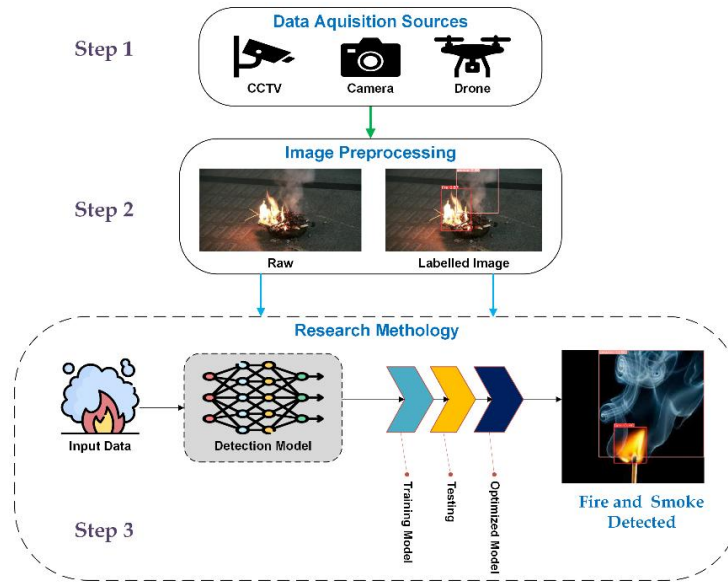 Data Aquisition Sources
Step 1
CCTV
Camera
Drone
Image Preprocessing
Step 2
Raw
Labelled Image
Research Methology
Input Data
Detection Model
Training Model
Testing
Optimized Model
Fire and Smoke
Detected
Step 3